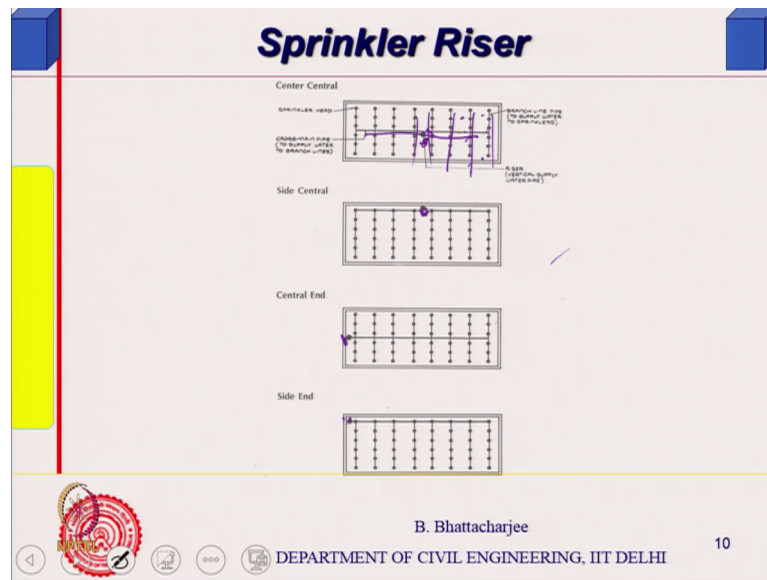 Sprinkler Riser
Center Central
SPRINKLER HEAD
BRANCH LINE PIPE
(TO SUPPLY WATER
TO SPRINKLERS)
CROSSMAIN PIPE
(TO SUPPLY WATER
TO BRANCH LINES)
RISER
(VERTICAL SUPPLY
WATER PIPE)
Side Central
Central End
Side End
NPTEL
B. Bhattacharjee
DEPARTMENT OF CIVIL ENGINEERING, IIT DELHI
10